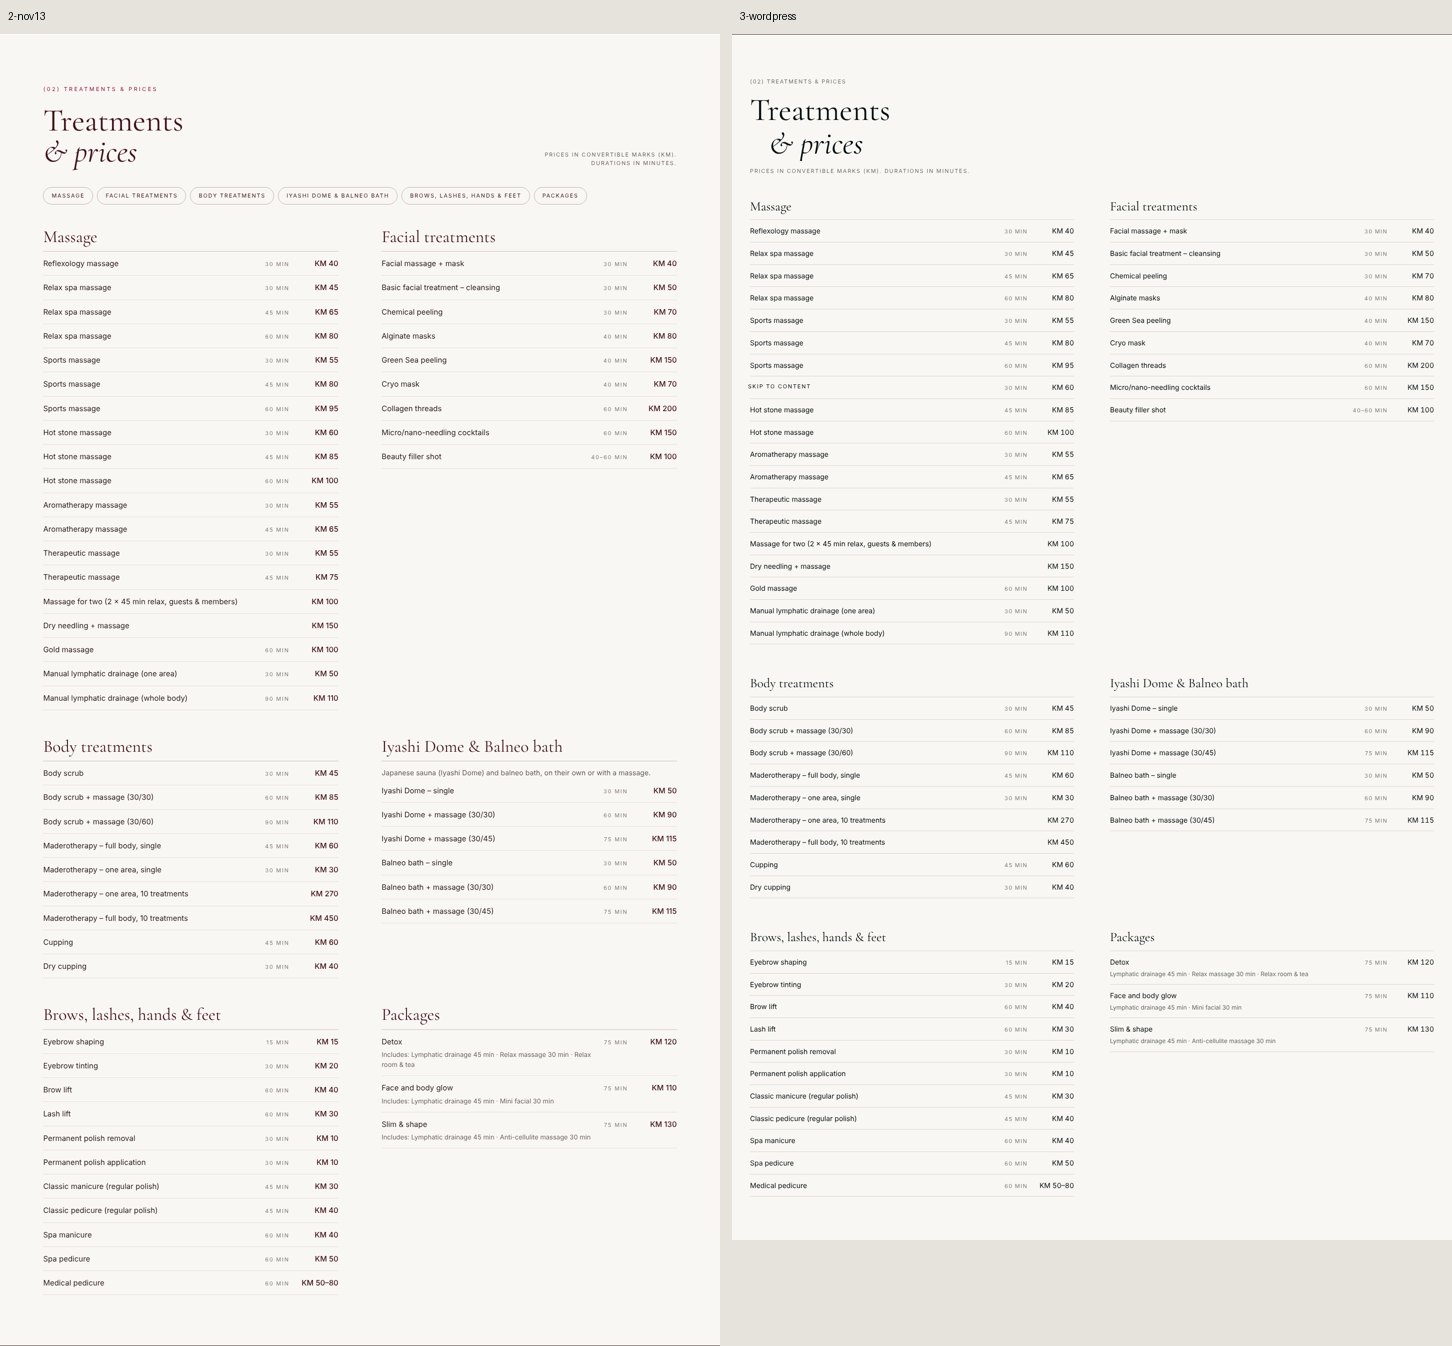 2-nov13
(02) TREATMENTS & PRICES
Treatments
& prices
PRICES IN CONVERTIBLE MARKS (KM).
DURATIONS IN MINUTES.
MASSAGE FACIAL TREATMENTS BODY TREATMENTS IYASHI DOME & BALNEO BATH BROWS, LASHES, HANDS & FEET PACKAGES
Massage
Reflexology massage 30 MIN KM 40
Relax spa massage 30 MIN KM 45
Relax spa massage 45 MIN KM 65
Relax spa massage 60 MIN KM 80
Sports massage 30 MIN KM 55
Sports massage 45 MIN KM 80
Sports massage 60 MIN KM 95
Hot stone massage 30 MIN KM 60
Hot stone massage 45 MIN KM 85
Hot stone massage 60 MIN KM 100
Aromatherapy massage 30 MIN KM 55
Aromatherapy massage 45 MIN KM 65
Therapeutic massage 30 MIN KM 55
Therapeutic massage 45 MIN KM 75
Massage for two (2 × 45 min relax, guests & members) KM 100
Dry needling + massage KM 150
Gold massage 60 MIN KM 100
Manual lymphatic drainage (one area) 30 MIN KM 50
Manual lymphatic drainage (whole body) 90 MIN KM 110
Facial treatments
Facial massage + mask 30 MIN KM 40
Basic facial treatment – cleansing 30 MIN KM 50
Chemical peeling 30 MIN KM 70
Alginate masks 40 MIN KM 80
Green Sea peeling 40 MIN KM 150
Cryo mask 40 MIN KM 70
Collagen threads 60 MIN KM 200
Micro/nano-needling cocktails 60 MIN KM 150
Beauty filler shot 40–60 MIN KM 100
Body treatments
Body scrub 30 MIN KM 45
Body scrub + massage (30/30) 60 MIN KM 85
Body scrub + massage (30/60) 90 MIN KM 110
Maderotherapy – full body, single 45 MIN KM 60
Maderotherapy – one area, single 30 MIN KM 30
Maderotherapy – one area, 10 treatments KM 270
Maderotherapy – full body, 10 treatments KM 450
Cupping 45 MIN KM 60
Dry cupping 30 MIN KM 40
Iyashi Dome & Balneo bath
Japanese sauna (Iyashi Dome) and balneo bath, on their own or with a massage.
Iyashi Dome – single 30 MIN KM 50
Iyashi Dome + massage (30/30) 60 MIN KM 90
Iyashi Dome + massage (30/45) 75 MIN KM 115
Balneo bath – single 30 MIN KM 50
Balneo bath + massage (30/30) 60 MIN KM 90
Balneo bath + massage (30/45) 75 MIN KM 115
Brows, lashes, hands & feet
Eyebrow shaping 15 MIN KM 15
Eyebrow tinting 30 MIN KM 20
Brow lift 60 MIN KM 40
Lash lift 60 MIN KM 30
Permanent polish removal 30 MIN KM 10
Permanent polish application 30 MIN KM 10
Classic manicure (regular polish) 45 MIN KM 30
Classic pedicure (regular polish) 45 MIN KM 40
Spa manicure 60 MIN KM 40
Spa pedicure 60 MIN KM 50
Medical pedicure 60 MIN KM 50–80
Packages
Detox 75 MIN KM 120
Includes: Lymphatic drainage 45 min · Relax massage 30 min · Relax
room & tea
Face and body glow 75 MIN KM 110
Includes: Lymphatic drainage 45 min · Mini facial 30 min
Slim & shape 75 MIN KM 130
Includes: Lymphatic drainage 45 min · Anti-cellulite massage 30 min
3-wordpress
(02) TREATMENTS & PRICES
Treatments
& prices
PRICES IN CONVERTIBLE MARKS (KM). DURATIONS IN MINUTES.
Massage
Reflexology massage 30 MIN KM 40
Relax spa massage 30 MIN KM 45
Relax spa massage 45 MIN KM 65
Relax spa massage 60 MIN KM 80
Sports massage 30 MIN KM 55
Sports massage 45 MIN KM 80
Sports massage 60 MIN KM 95
SKIP TO CONTENT 30 MIN KM 60
Hot stone massage 45 MIN KM 85
Hot stone massage 60 MIN KM 100
Aromatherapy massage 30 MIN KM 55
Aromatherapy massage 45 MIN KM 65
Therapeutic massage 30 MIN KM 55
Therapeutic massage 45 MIN KM 75
Massage for two (2 × 45 min relax, guests & members) KM 100
Dry needling + massage KM 150
Gold massage 60 MIN KM 100
Manual lymphatic drainage (one area) 30 MIN KM 50
Manual lymphatic drainage (whole body) 90 MIN KM 110
Facial treatments
Facial massage + mask 30 MIN KM 40
Basic facial treatment – cleansing 30 MIN KM 50
Chemical peeling 30 MIN KM 70
Alginate masks 40 MIN KM 80
Green Sea peeling 40 MIN KM 150
Cryo mask 40 MIN KM 70
Collagen threads 60 MIN KM 200
Micro/nano-needling cocktails 60 MIN KM 150
Beauty filler shot 40–60 MIN KM 100
Body treatments
Body scrub 30 MIN KM 45
Body scrub + massage (30/30) 60 MIN KM 85
Body scrub + massage (30/60) 90 MIN KM 110
Maderotherapy – full body, single 45 MIN KM 60
Maderotherapy – one area, single 30 MIN KM 30
Maderotherapy – one area, 10 treatments KM 270
Maderotherapy – full body, 10 treatments KM 450
Cupping 45 MIN KM 60
Dry cupping 30 MIN KM 40
Iyashi Dome & Balneo bath
Iyashi Dome – single 30 MIN KM 50
Iyashi Dome + massage (30/30) 60 MIN KM 90
Iyashi Dome + massage (30/45) 75 MIN KM 115
Balneo bath – single 30 MIN KM 50
Balneo bath + massage (30/30) 60 MIN KM 90
Balneo bath + massage (30/45) 75 MIN KM 115
Brows, lashes, hands & feet
Eyebrow shaping 15 MIN KM 15
Eyebrow tinting 30 MIN KM 20
Brow lift 60 MIN KM 40
Lash lift 60 MIN KM 30
Permanent polish removal 30 MIN KM 10
Permanent polish application 30 MIN KM 10
Classic manicure (regular polish) 45 MIN KM 30
Classic pedicure (regular polish) 45 MIN KM 40
Spa manicure 60 MIN KM 40
Spa pedicure 60 MIN KM 50
Medical pedicure 60 MIN KM 50–80
Packages
Detox 75 MIN KM 120
Lymphatic drainage 45 min · Relax massage 30 min · Relax room & tea
Face and body glow 75 MIN KM 110
Lymphatic drainage 45 min · Mini facial 30 min
Slim & shape 75 MIN KM 130
Lymphatic drainage 45 min · Anti-cellulite massage 30 min